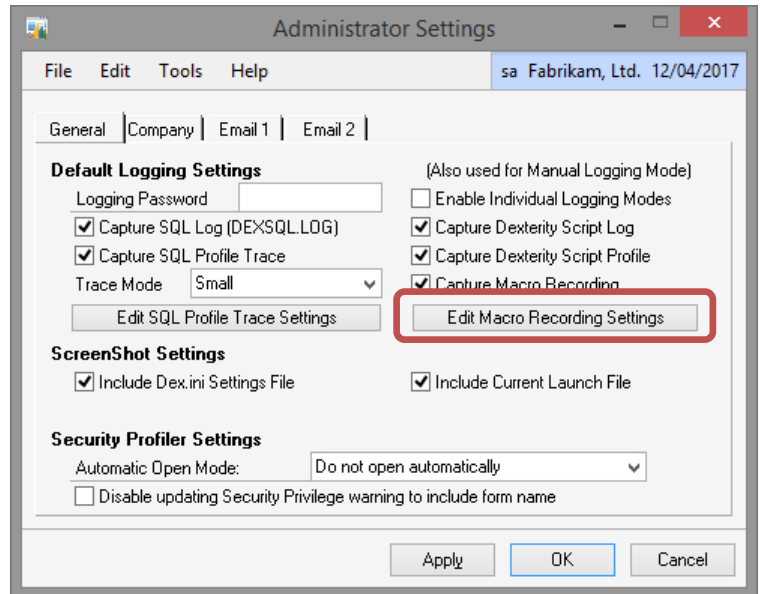 Administrator Settings
File Edit Tools Help sa Fabrikam, Ltd. 12/04/2017
General Company Email 1 Email 2
Default Logging Settings (Also used for Manual Logging Mode)
Logging Password Enable Individual Logging Modes
Capture SQL Log (DEXSQL.LOG) Capture Dexterity Script Log
Capture SQL Profile Trace Capture Dexterity Script Profile
Trace Mode Small Capture Macro Recording
Edit SQL Profile Trace Settings Edit Macro Recording Settings
ScreenShot Settings
Include Dex.ini Settings File Include Current Launch File
Security Profiler Settings
Automatic Open Mode: Do not open automatically
Disable updating Security Privilege warning to include form name
Apply OK Cancel